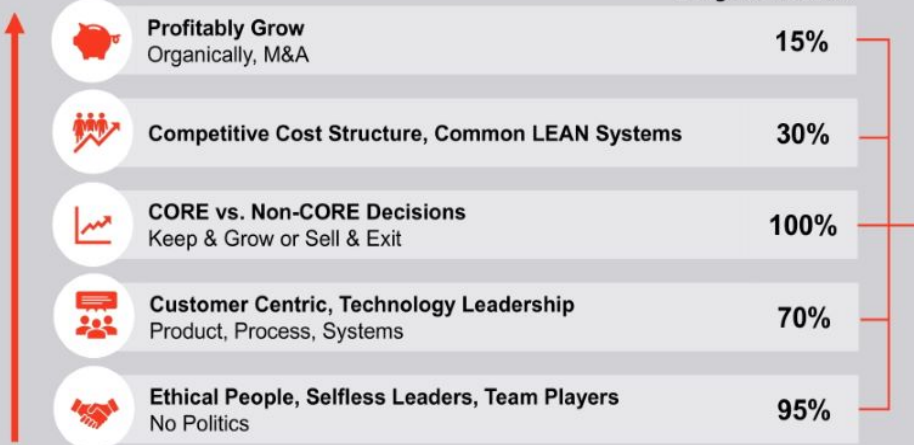 Profitably Grow
Organically, M&A
15%
Competitive Cost Structure, Common LEAN Systems
30%
CORE vs. Non-CORE Decisions
Keep & Grow or Sell & Exit
100%
Customer Centric, Technology Leadership
Product, Process, Systems
70%
Ethical People, Selfless Leaders, Team Players
No Politics
95%